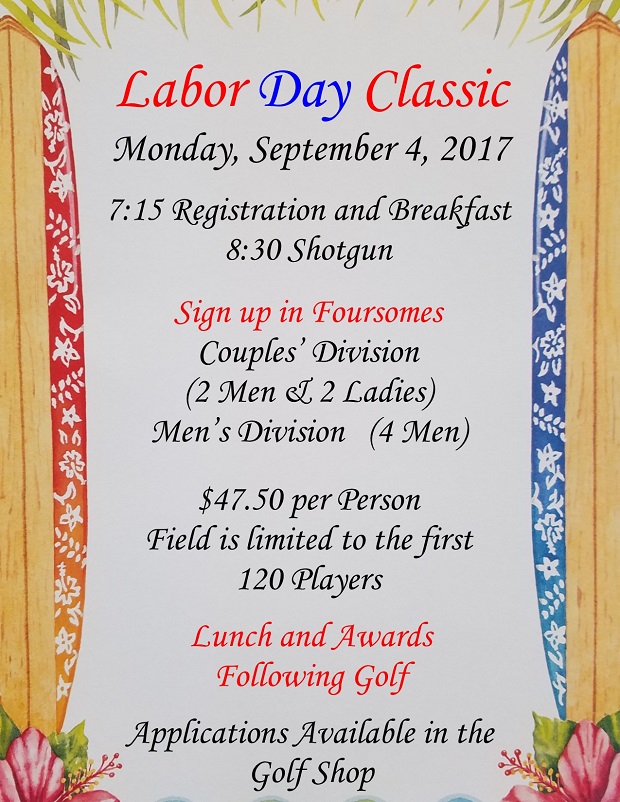 Labor Day Classic
Monday, September 4, 2017
7:15 Registration and Breakfast
8:30 Shotgun
Sign up in Foursomes
Couples’ Division
(2 Men & 2 Ladies)
Men’s Division (4 Men)
$47.50 per Person
Field is limited to the first
120 Players
Lunch and Awards
Following Golf
Applications Available in the
Golf Shop